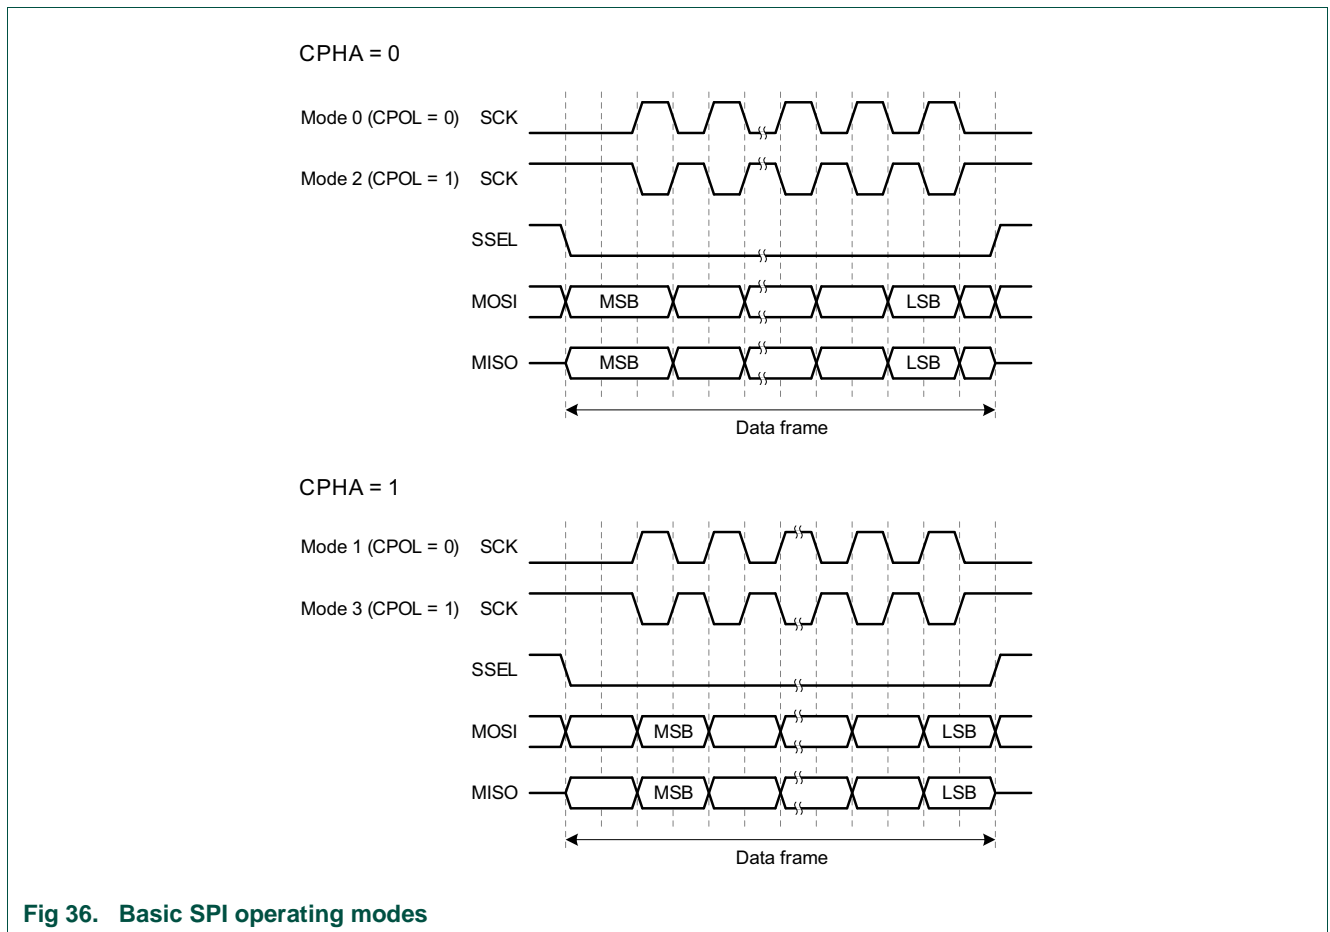 CPHA = 0
Mode 0 (CPOL = 0) SCK
Mode 2 (CPOL = 1) SCK
SSEL
MOSI MSB LSB
MISO MSB LSB
Data frame
CPHA = 1
Mode 1 (CPOL = 0) SCK
Mode 3 (CPOL = 1) SCK
SSEL
MOSI MSB LSB
MISO MSB LSB
Data frame
Fig 36. Basic SPI operating modes